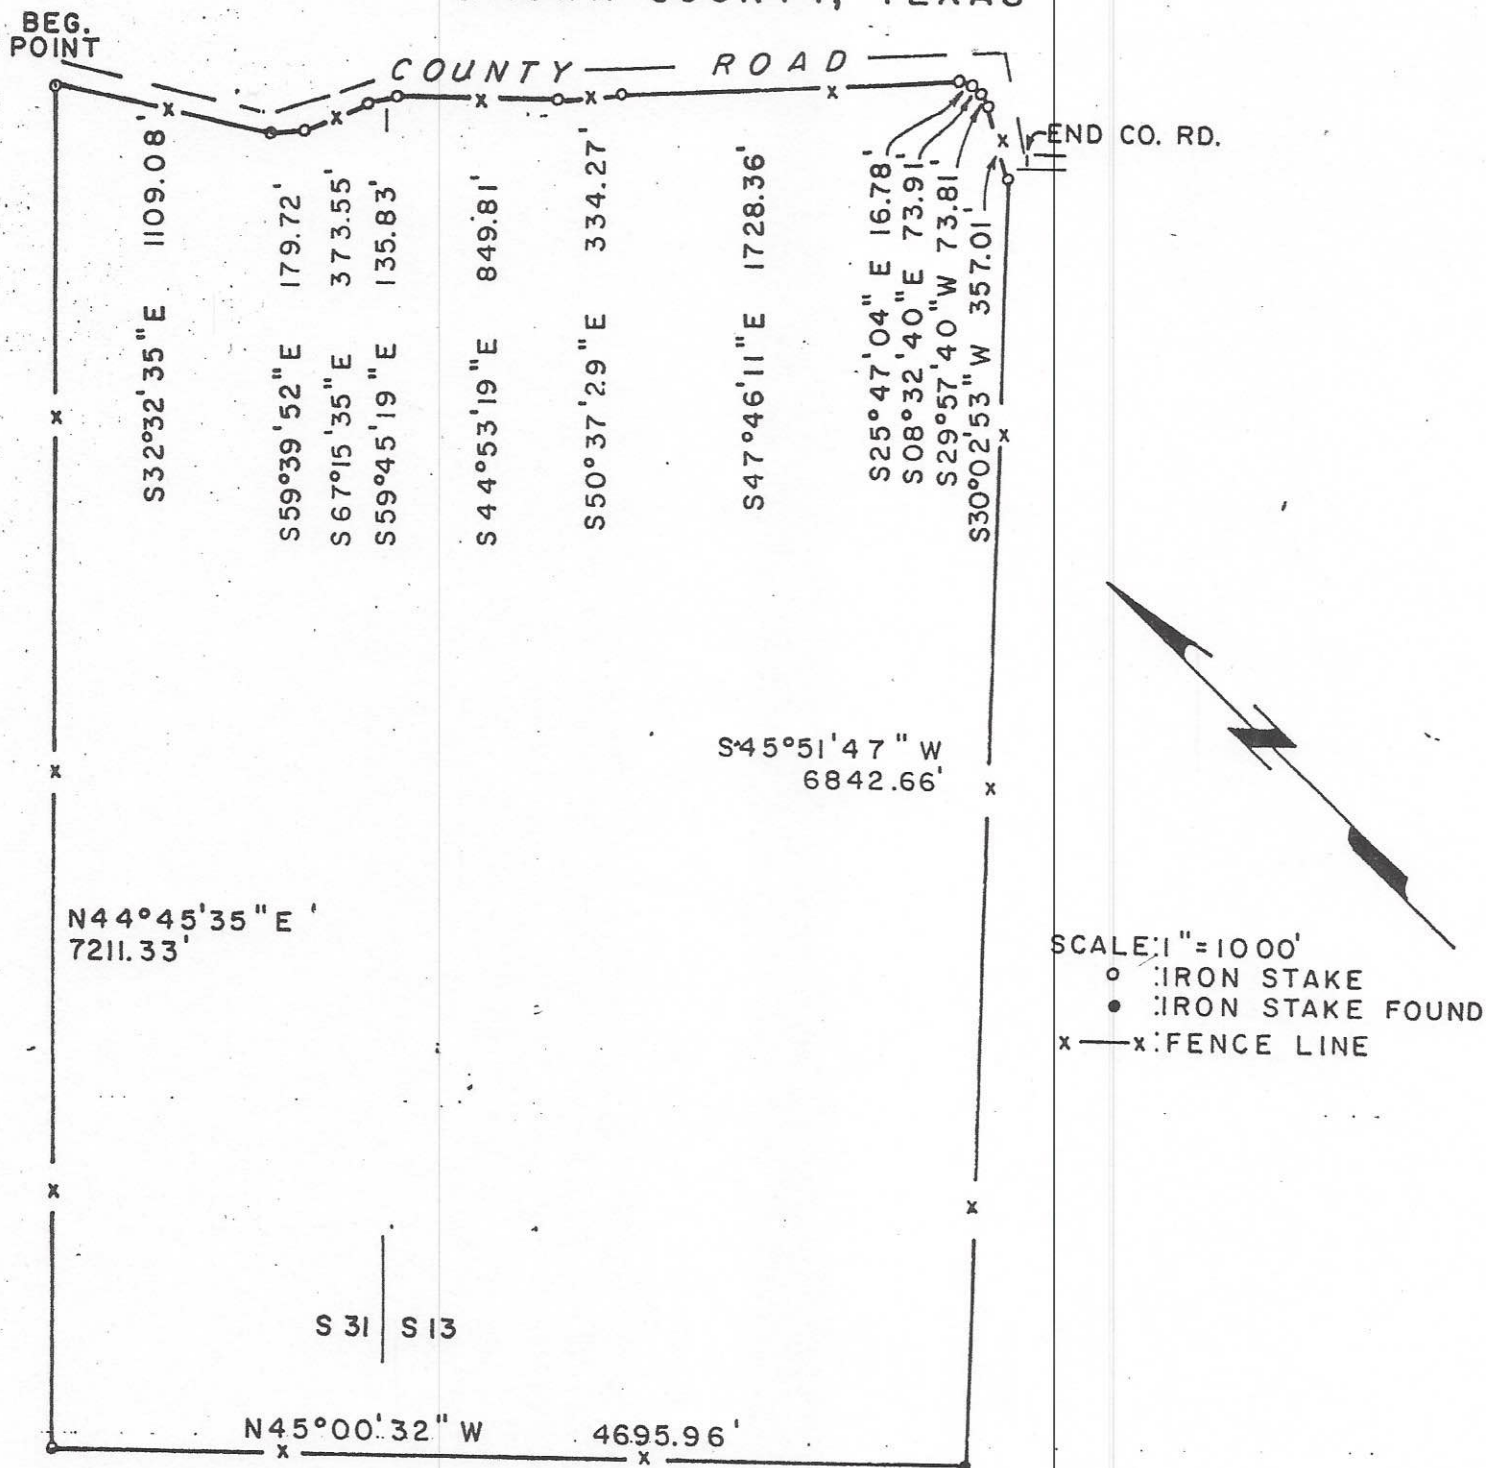 COUNTY, TEXAS
BEG.
POINT
COUNTY ROAD
END CO. RD.
S32°32'35"E 1109.08'
S59°39'52"E 179.72'
S67°15'35"E 373.55'
S59°45'19"E 135.83'
S44°53'19"E 849.81'
S50°37'29"E 334.27'
S47°46'11"E 1728.36'
S25°47'04"E 16.78'
S08°32'40"E 73.91'
S29°57'40"W 73.81'
S30°02'53"W 357.01'
S45°51'47"W
6842.66'
N44°45'35"E
7211.33'
SCALE:1"=1000'
:IRON STAKE
:IRON STAKE FOUND
x—x:FENCE LINE
S 31 S 13
N45°00'32"W 4695.96'